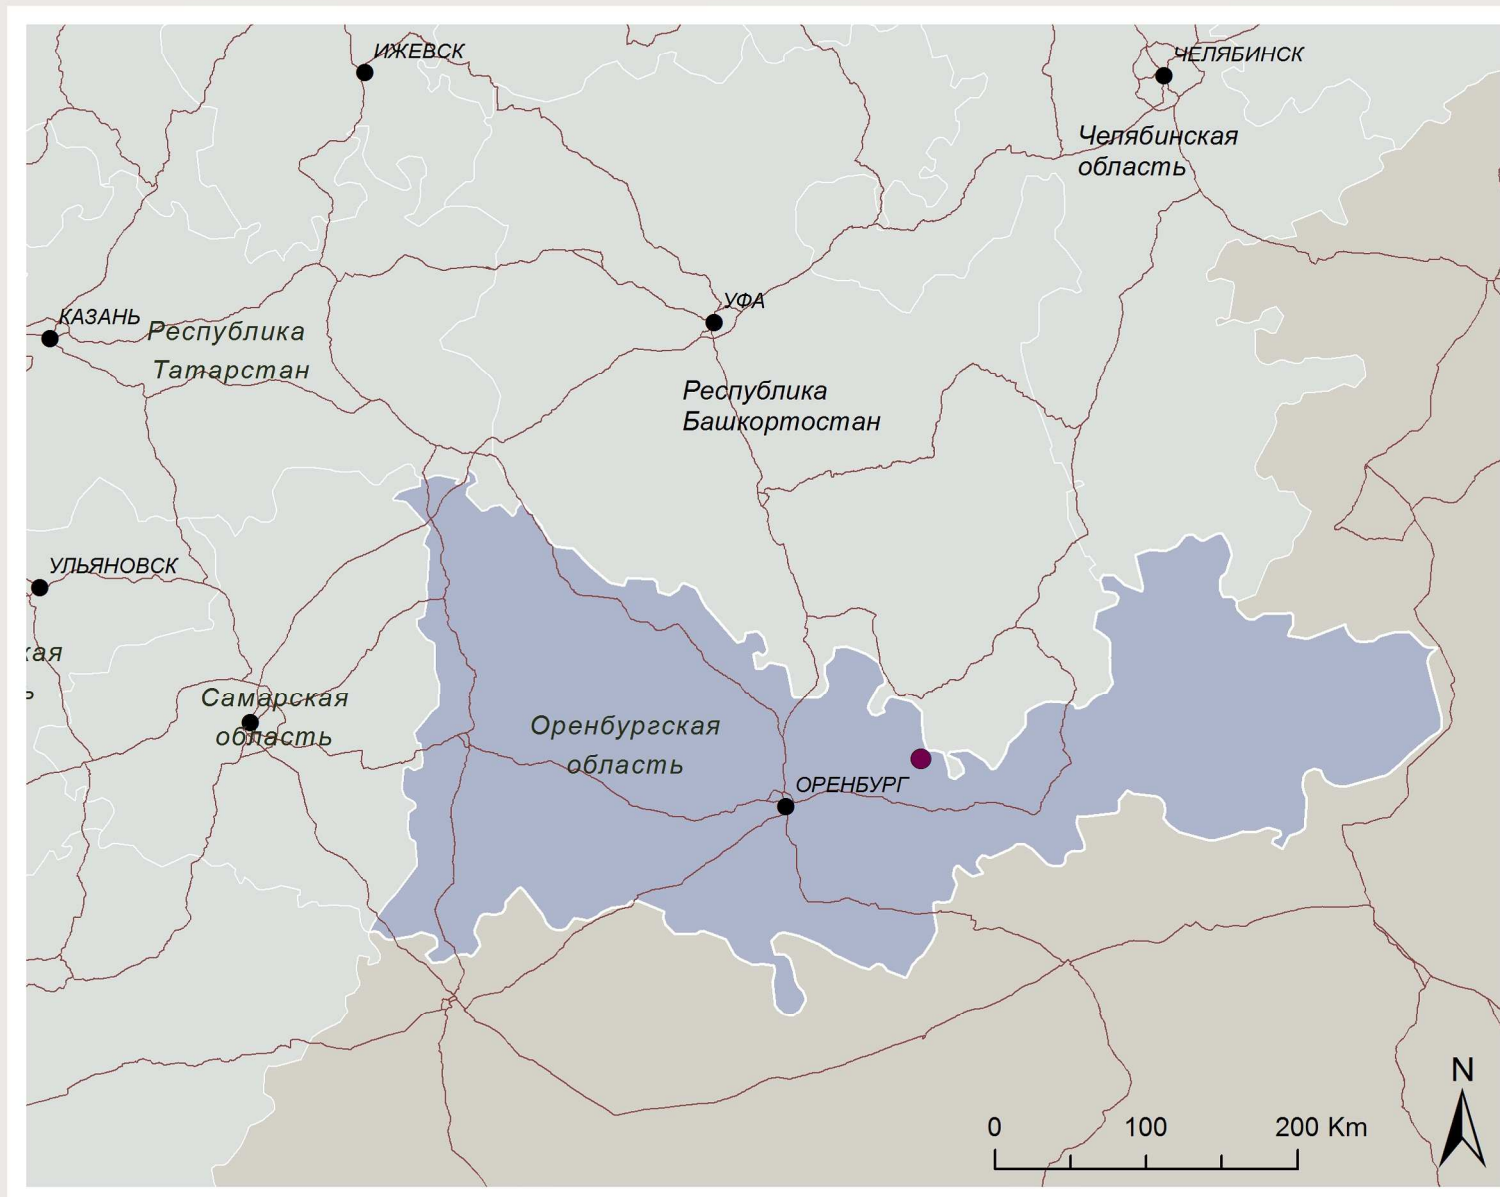 ИЖЕВСК
ЧЕЛЯБИНСК
Челябинская
область
УФА
КАЗАНЬ
Республика
Татарстан
Республика
Башкортостан
УЛЬЯНОВСК
кая
Р
Самарская
область
Оренбургская
область
ОРЕНБУРГ
N
0 100 200 Km